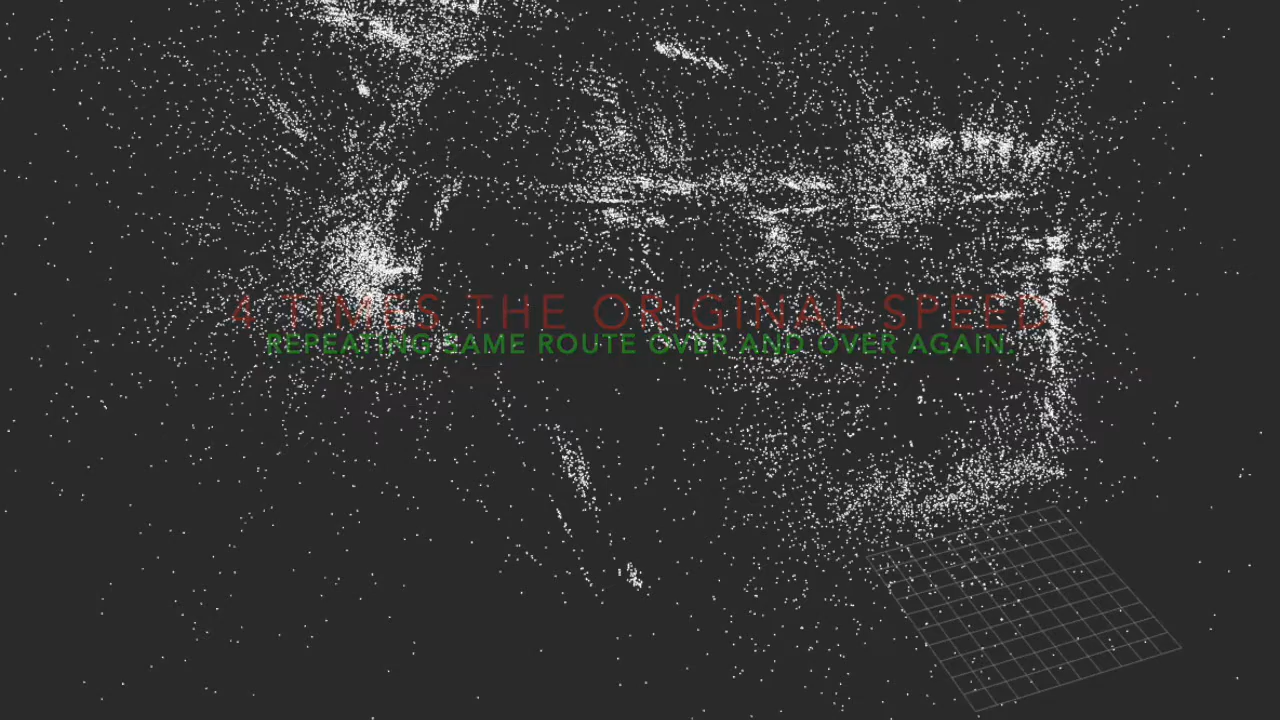 4 TIMES THE ORIGINAL SPEED
REPEATING SAME ROUTE OVER AND OVER AGAIN.